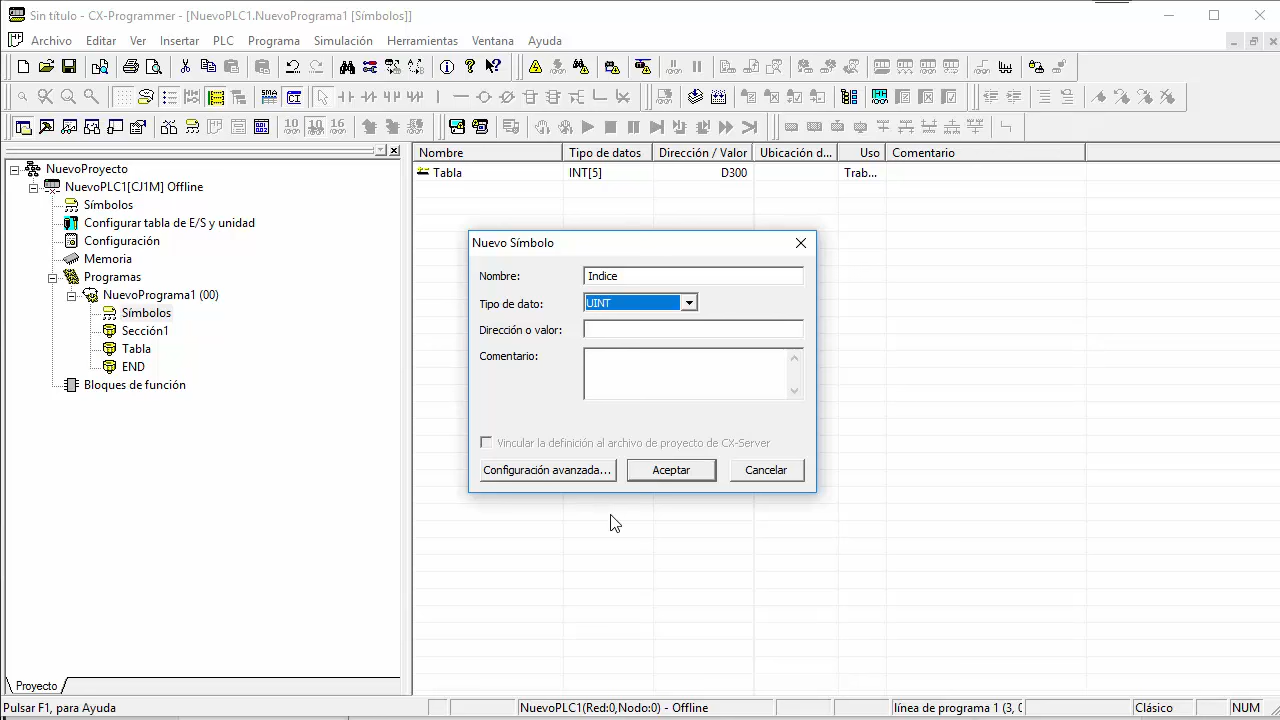 Sin título - CX-Programmer - [NuevoPLC1.NuevoPrograma1 [Símbolos]]
Archivo Editar Ver Insertar PLC Programa Simulación Herramientas Ventana Ayuda
10 10 16
NuevoProyecto
NuevoPLC1[CJ1M] Offline
Símbolos
Configurar tabla de E/S y unidad
Configuración
Memoria
Programas
NuevoPrograma1 (00)
Símbolos
Sección1
Tabla
END
Bloques de función
Proyecto
Nombre Tipo de datos Dirección / Valor Ubicación d... Uso Comentario
Tabla INT[5] D300 Trab...
Nuevo Símbolo
Nombre: Indice
Tipo de dato: UINT
Dirección o valor:
Comentario:
Vincular la definición al archivo de proyecto de CX-Server
Configuración avanzada... Aceptar Cancelar
Pulsar F1, para Ayuda NuevoPLC1(Red:0,Nodo:0) - Offline línea de programa 1 (3, Clásico NUM